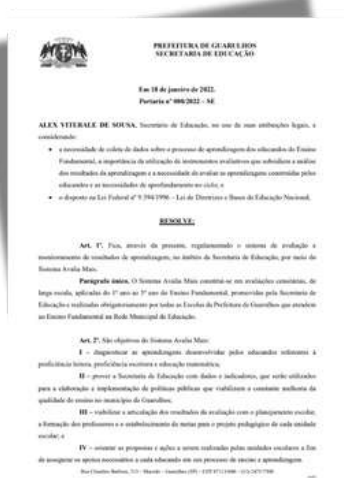 PREFEITURA DE GUARULHOS
SECRETARIA DE EDUCAÇÃO
Em 18 de janeiro de 2022.
Portaria nº 008/2022 – SE
ALEX VITERALE DE SOUSA, Secretário de Educação, no uso de suas atribuições legais, e
considerando:
• a necessidade de coleta de dados sobre o processo de aprendizagem dos educandos do Ensino
Fundamental, a importância da utilização de instrumentos avaliativos que subsidiem a análise
dos resultados da aprendizagem e a necessidade de avaliar as aprendizagens construídas pelos
educandos e as necessidades de aprofundamento no ciclo; e
• o disposto na Lei Federal nº 9.394/1996 – Lei de Diretrizes e Bases da Educação Nacional,
RESOLVE:
Art. 1º. Fica, através da presente, regulamentado o sistema de avaliação e
monitoramento de resultados de aprendizagem, no âmbito da Secretaria de Educação, por meio do
Sistema Avalia Mais.
Parágrafo único. O Sistema Avalia Mais constitui-se em avaliações censitárias, de
larga escala, aplicadas do 1º ano ao 5º ano do Ensino Fundamental, promovidas pela Secretaria de
Educação e realizadas obrigatoriamente por todas as Escolas da Prefeitura de Guarulhos que atendem
ao Ensino Fundamental na Rede Municipal de Educação.
Art. 2º. São objetivos do Sistema Avalia Mais:
I – diagnosticar as aprendizagens desenvolvidas pelos educandos referentes à
proficiência leitora, proficiência escritora e educação matemática;
II – prover a Secretaria de Educação com dados e indicadores, que serão utilizados
para a elaboração e implementação de políticas públicas que viabilizem a constante melhoria da
qualidade do ensino no município de Guarulhos;
III – viabilizar a articulação dos resultados da avaliação com o planejamento escolar,
a formação dos professores e o estabelecimento de metas para o projeto pedagógico de cada unidade
escolar; e
IV – orientar as propostas e ações a serem realizadas pelas unidades escolares a fim
de assegurar os apoios necessários a cada educando em seu processo de ensino e aprendizagem.
Rua Claudino Barbosa, 313 – Macedo – Guarulhos (SP) – CEP